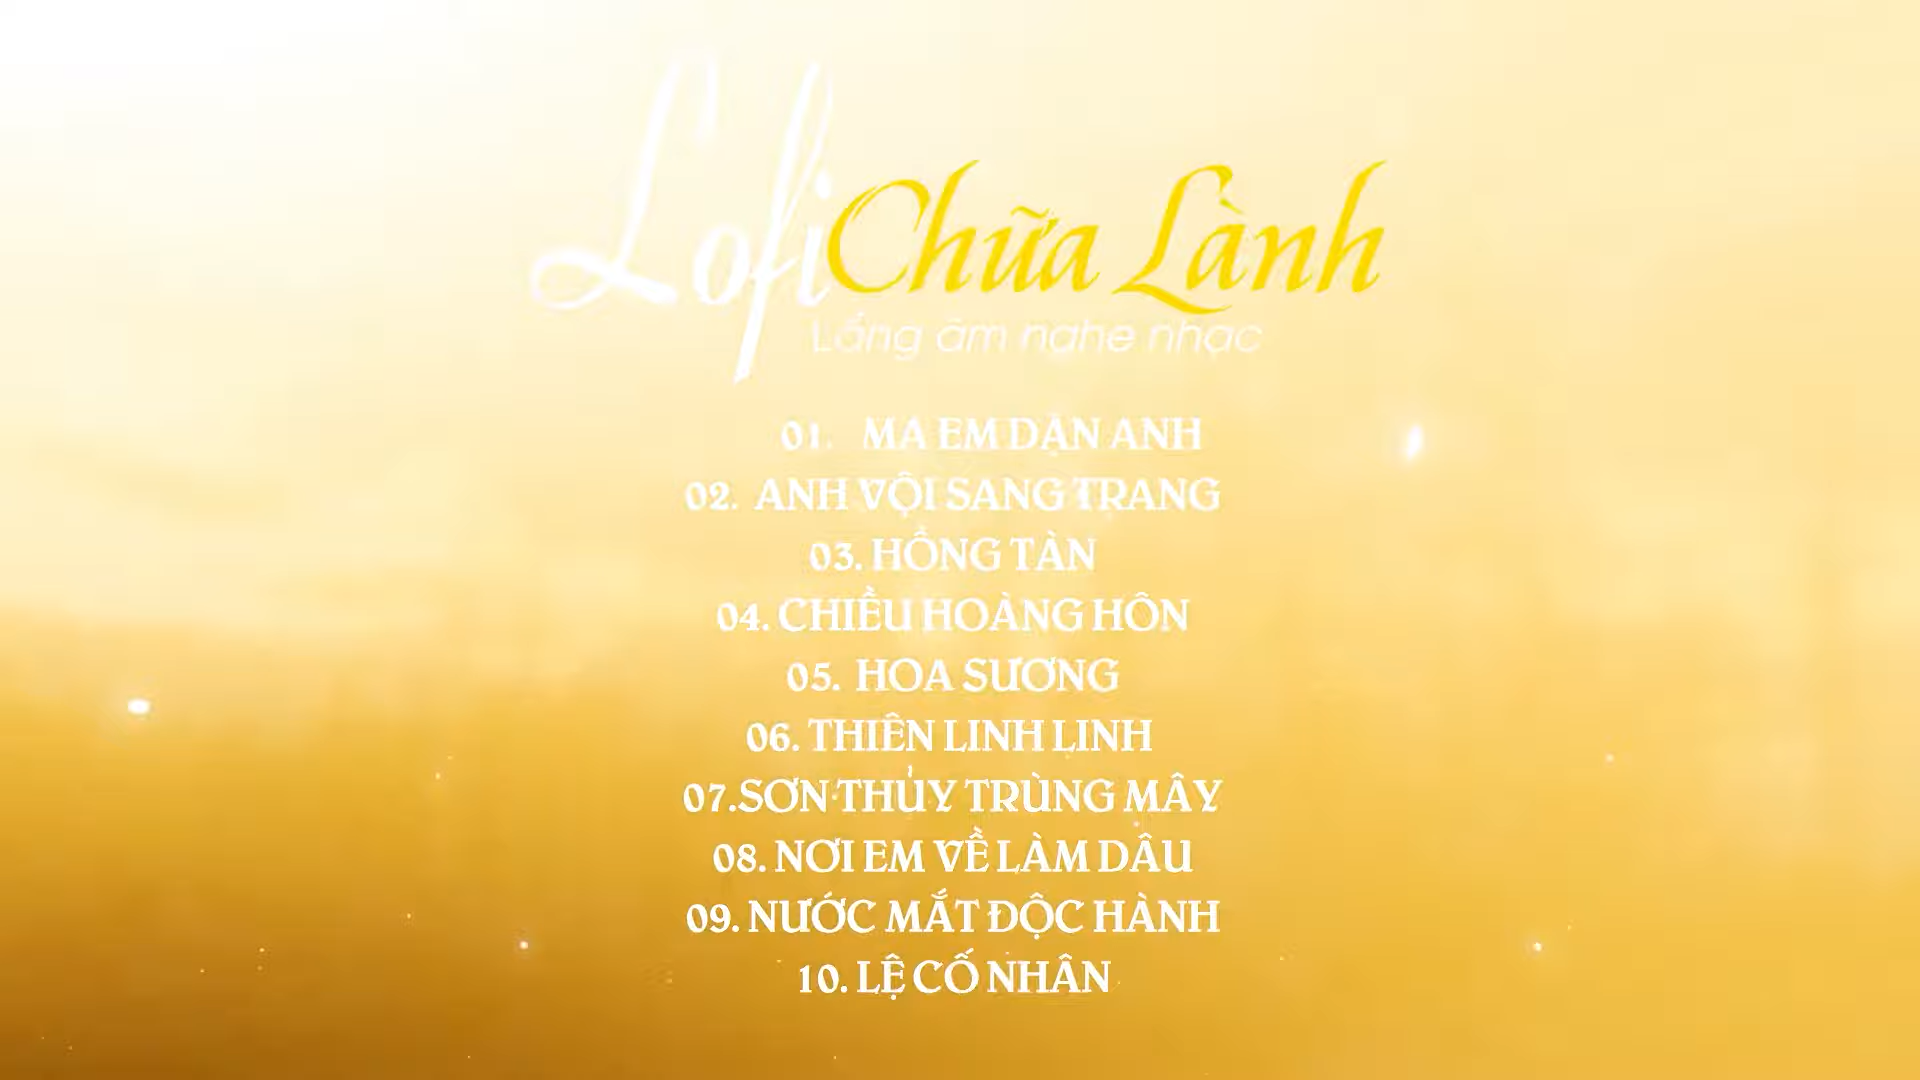 Lofi Chữa Lành
Lắng âm nghe nhạc
01. MA EM DẶN ANH
02. ANH VỘI SANG TRANG
03. HỒNG TÀN
04. CHIỀU HOÀNG HÔN
05. HOA SƯƠNG
06. THIÊN LINH LINH
07.SƠN THỦY TRÙNG MÂY
08. NƠI EM VỀ LÀM DÂU
09. NƯỚC MẮT ĐỘC HÀNH
10. LỆ CỐ NHÂN